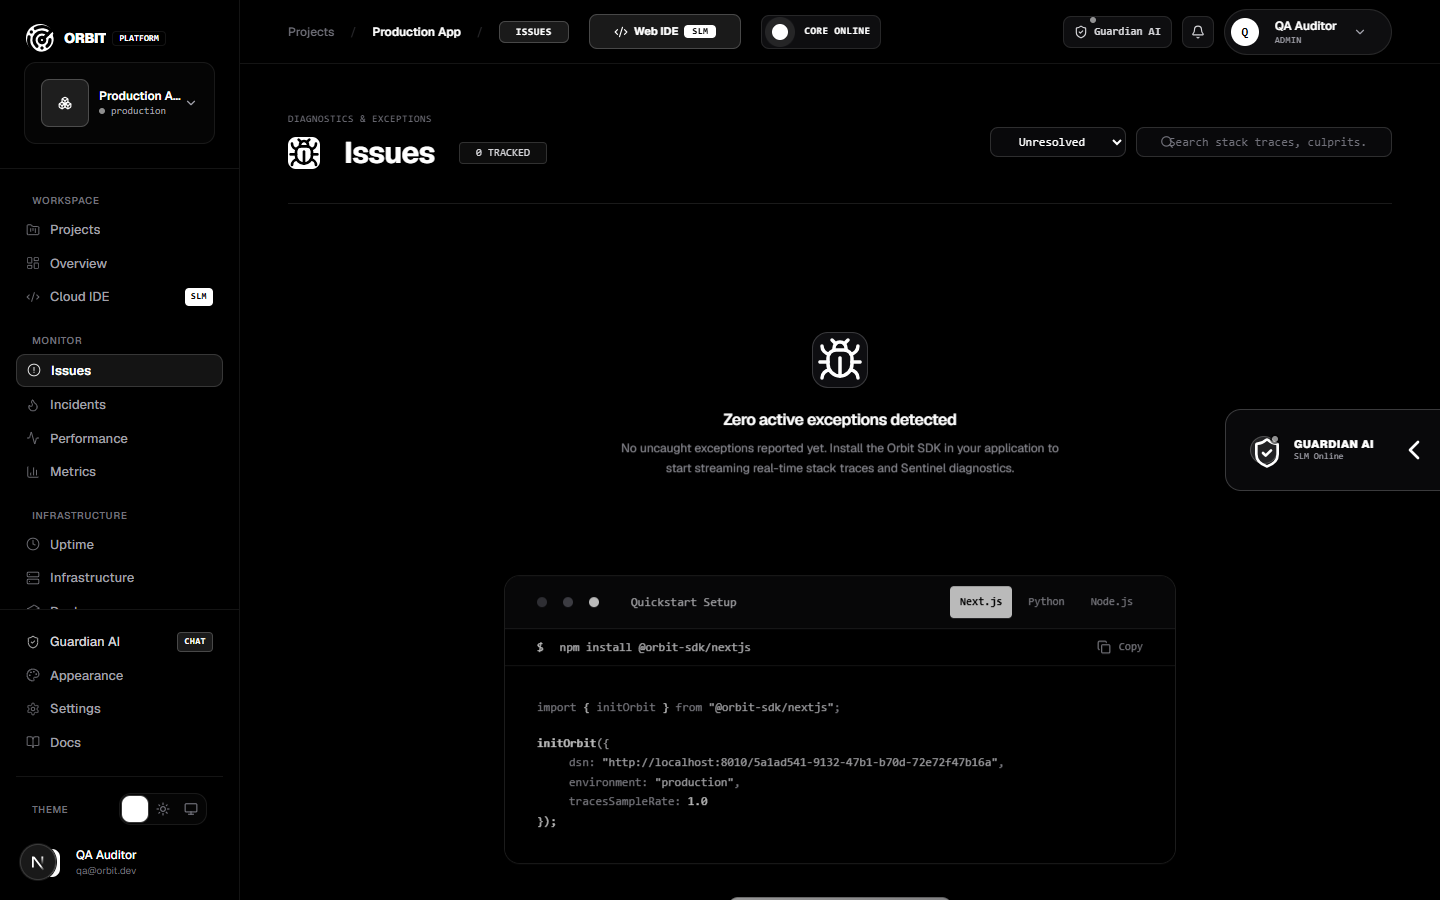 ORBIT PLATFORM
Production A...
production
WORKSPACE
Projects
Overview
Cloud IDE SLM
MONITOR
Issues
Incidents
Performance
Metrics
INFRASTRUCTURE
Uptime
Infrastructure
Guardian AI CHAT
Appearance
Settings
Docs
THEME
N
QA Auditor
qa@orbit.dev
Projects / Production App / ISSUES </> Web IDE SLM CORE ONLINE
Guardian AI
Q
QA Auditor
ADMIN
DIAGNOSTICS & EXCEPTIONS
Issues 0 TRACKED
Unresolved
Search stack traces, culprits.
Zero active exceptions detected
No uncaught exceptions reported yet. Install the Orbit SDK in your application to
start streaming real-time stack traces and Sentinel diagnostics.
GUARDIAN AI
SLM Online
Quickstart Setup Next.js Python Node.js
$ npm install @orbit-sdk/nextjs Copy
import { initOrbit } from "@orbit-sdk/nextjs";
initOrbit({
dsn: "http://localhost:8010/5a1ad541-9132-47b1-b70d-72e72f47b16a",
environment: "production",
tracesSampleRate: 1.0
});